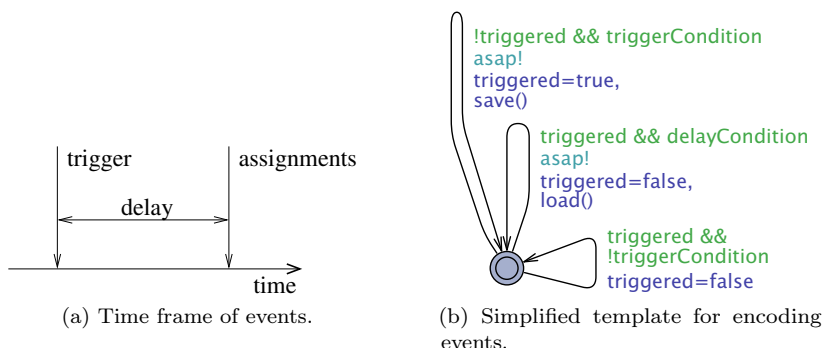 trigger
assignments
delay
time
(a) Time frame of events.
!triggered && triggerCondition
asap!
triggered=true,
save()
triggered && delayCondition
asap!
triggered=false,
load()
triggered &&
!triggerCondition
triggered=false
(b) Simplified template for encoding
events.